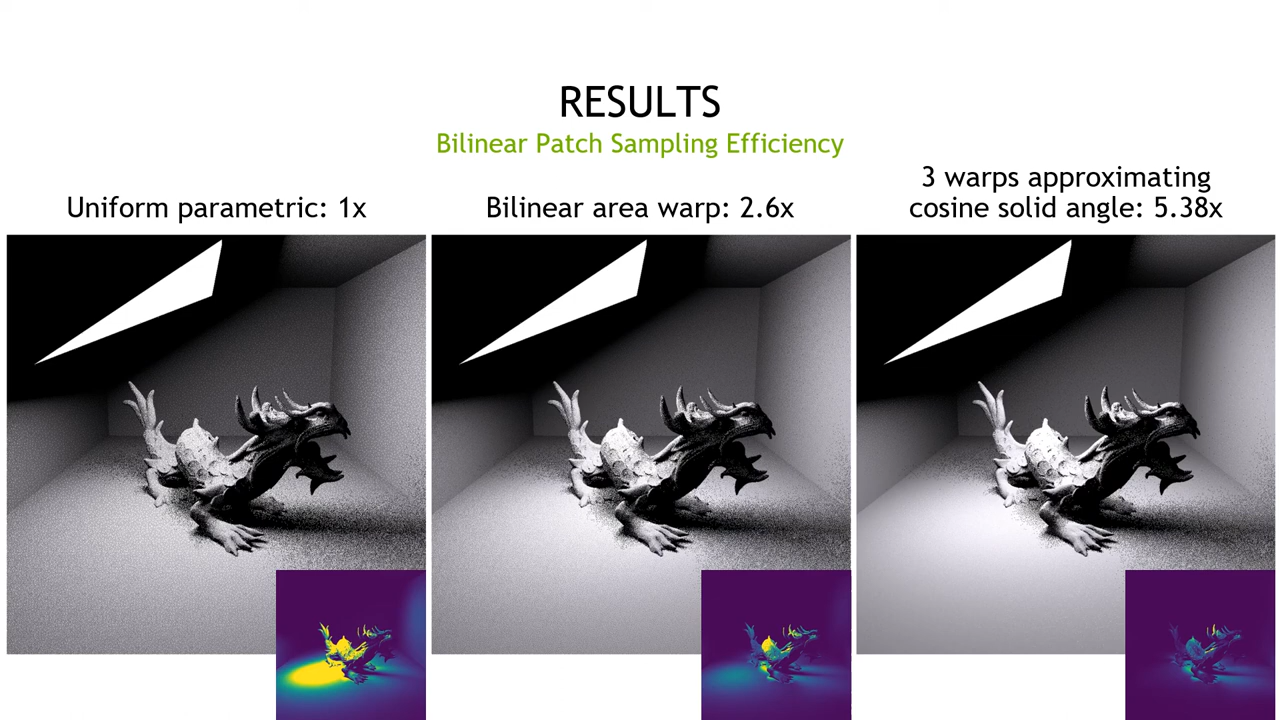 RESULTS
Bilinear Patch Sampling Efficiency
Uniform parametric: 1x
Bilinear area warp: 2.6x
3 warps approximating
cosine solid angle: 5.38x